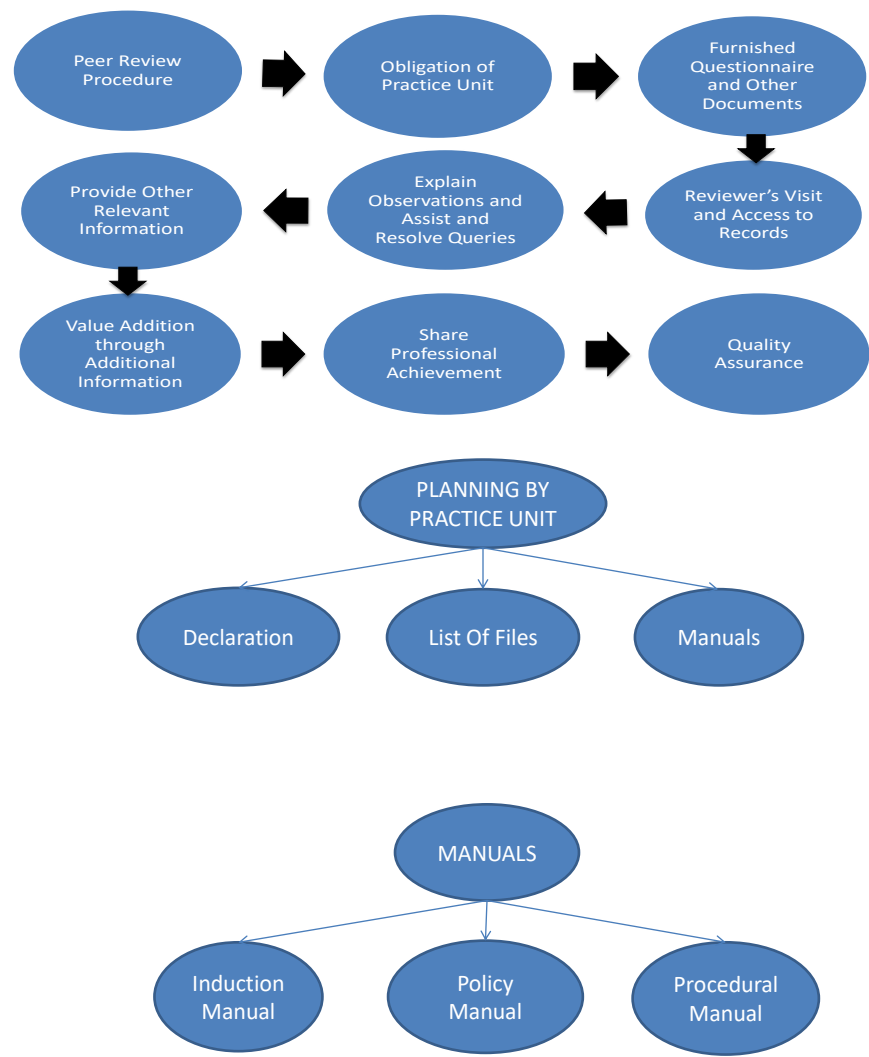 Peer Review
Procedure
Obligation of
Practice Unit
Furnished
Questionnaire
and Other
Documents
Reviewer's Visit
and Access to
Records
Explain
Observations and
Assist and
Resolve Queries
Provide Other
Relevant
Information
Value Addition
through
Additional
Information
Share
Professional
Achievement
Quality
Assurance
PLANNING BY
PRACTICE UNIT
Declaration
List Of Files
Manuals
MANUALS
Induction
Manual
Policy
Manual
Procedural
Manual